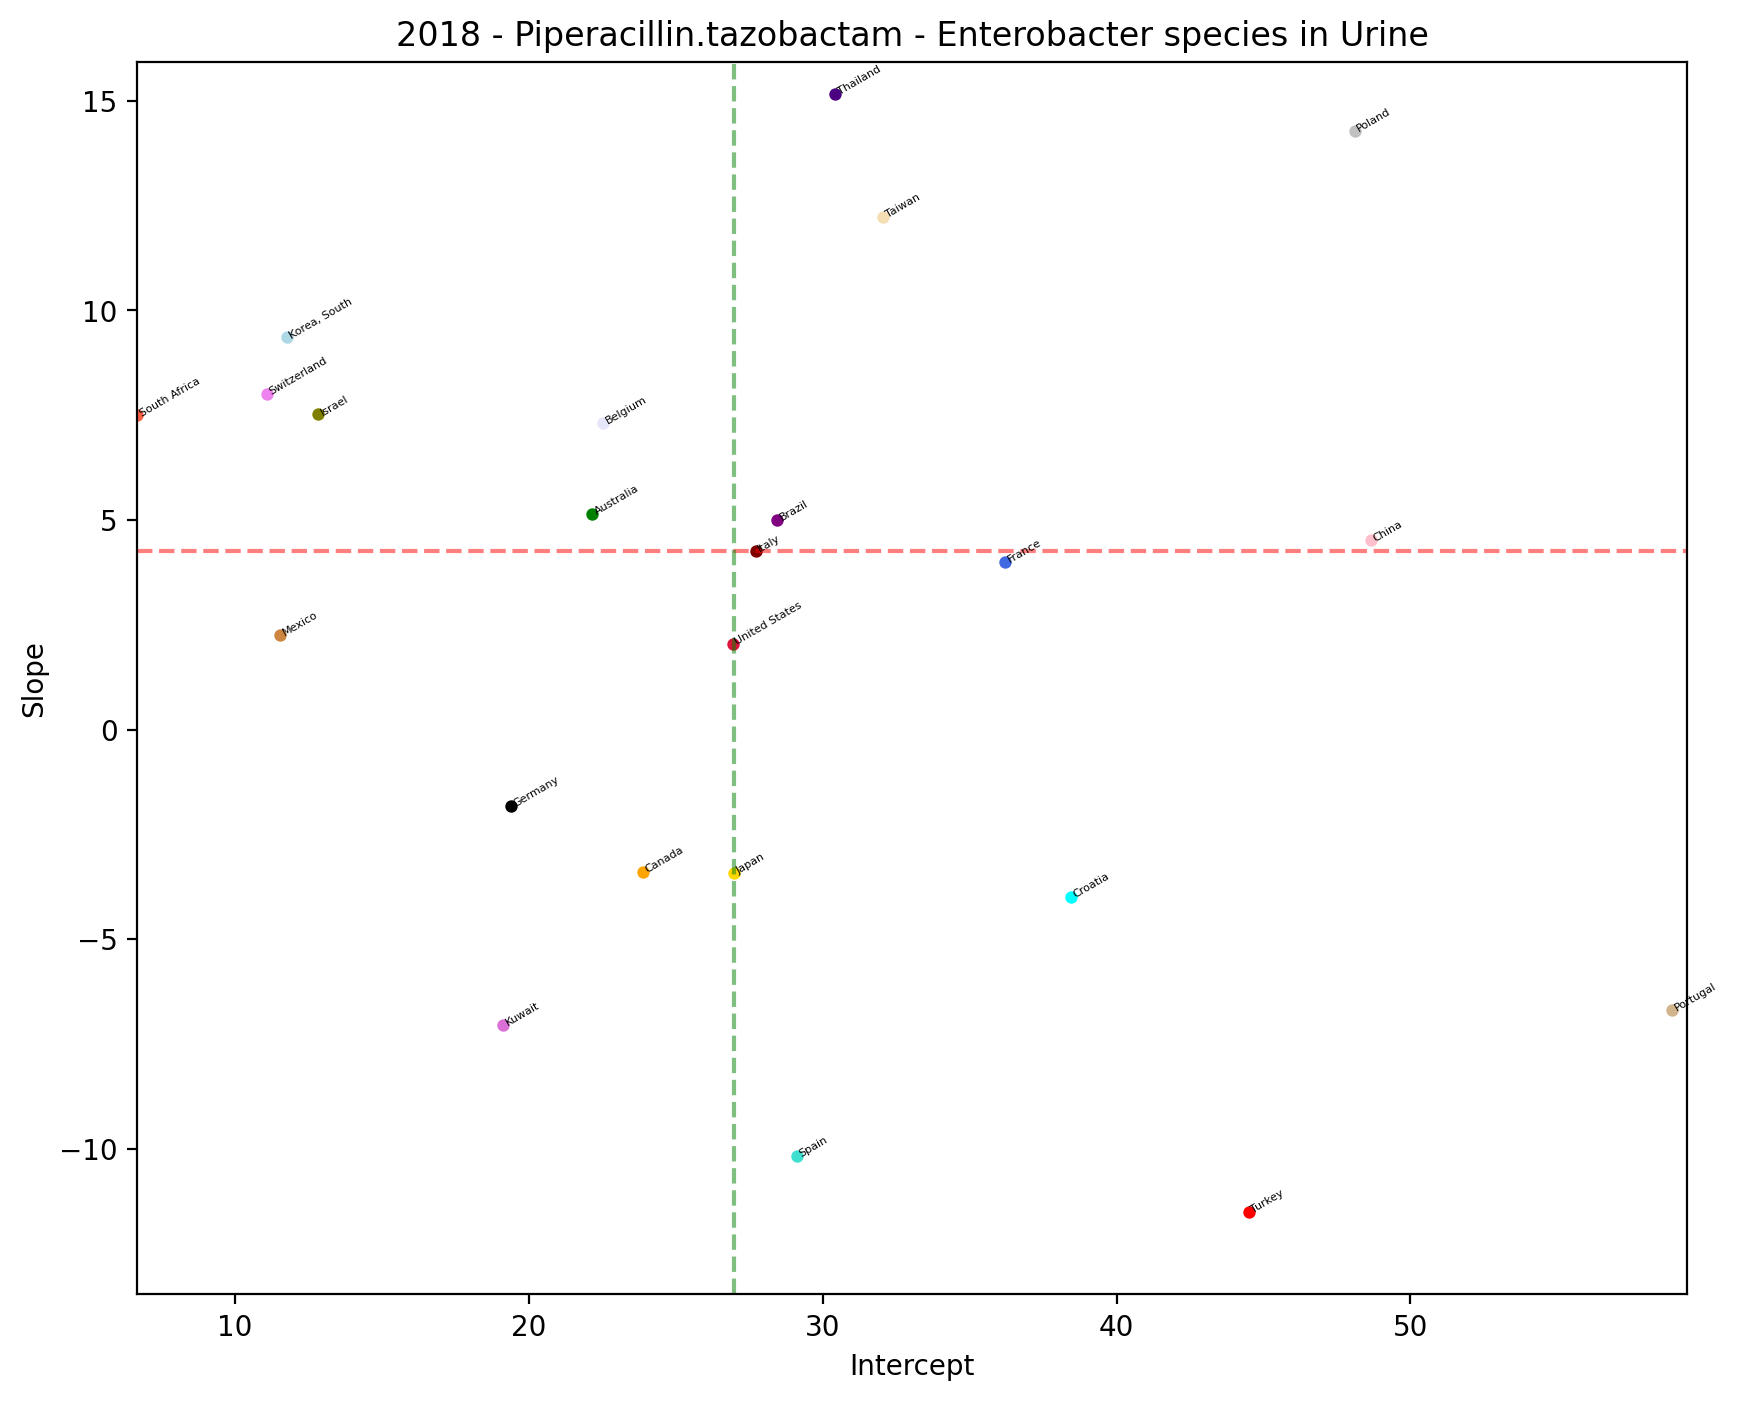 2018 - Piperacillin.tazobactam - Enterobacter species in Urine
15
10
5
0
−5
−10
Slope
Thailand
Poland
Taiwan
Korea, South
Switzerland
South Africa
Israel
Belgium
Australia
Brazil
China
Italy
France
Mexico
United States
Germany
Canada
Japan
Croatia
Portugal
Kuwait
Spain
Turkey
10 20 30 40 50
Intercept